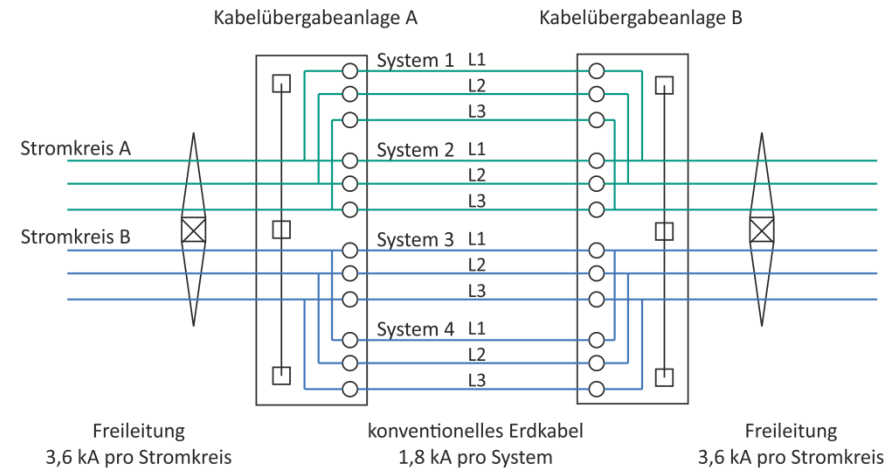 Kabelübergabeanlage A
Kabelübergabeanlage B
System 1 L1
L2
L3
Stromkreis A
System 2 L1
L2
L3
Stromkreis B
System 3 L1
L2
L3
System 4 L1
L2
L3
Freileitung
3,6 kA pro Stromkreis
konventionelles Erdkabel
1,8 kA pro System
Freileitung
3,6 kA pro Stromkreis